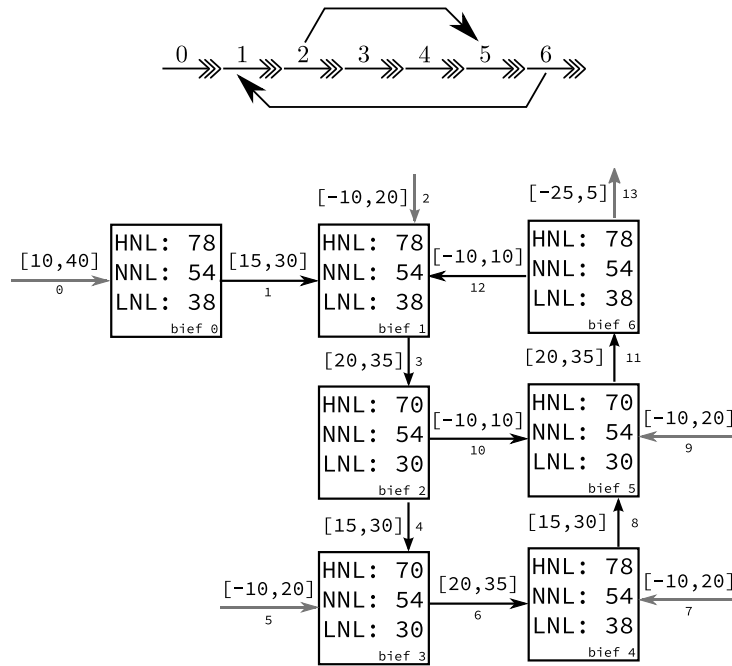 0 1 2 3 4 5 6
[-10,20] 2
[-25,5] 13
[10,40]
0
HNL: 78
NNL: 54
LNL: 38
bief 0
[15,30]
1
HNL: 78
NNL: 54
LNL: 38
bief 1
[-10,10]
12
HNL: 78
NNL: 54
LNL: 38
bief 6
[20,35] 3
[20,35] 11
HNL: 70
NNL: 54
LNL: 30
bief 2
[-10,10]
10
HNL: 70
NNL: 54
LNL: 30
bief 5
[-10,20]
9
[15,30] 4
[15,30] 8
[-10,20]
5
HNL: 70
NNL: 54
LNL: 30
bief 3
[20,35]
6
HNL: 78
NNL: 54
LNL: 38
bief 4
[-10,20]
7